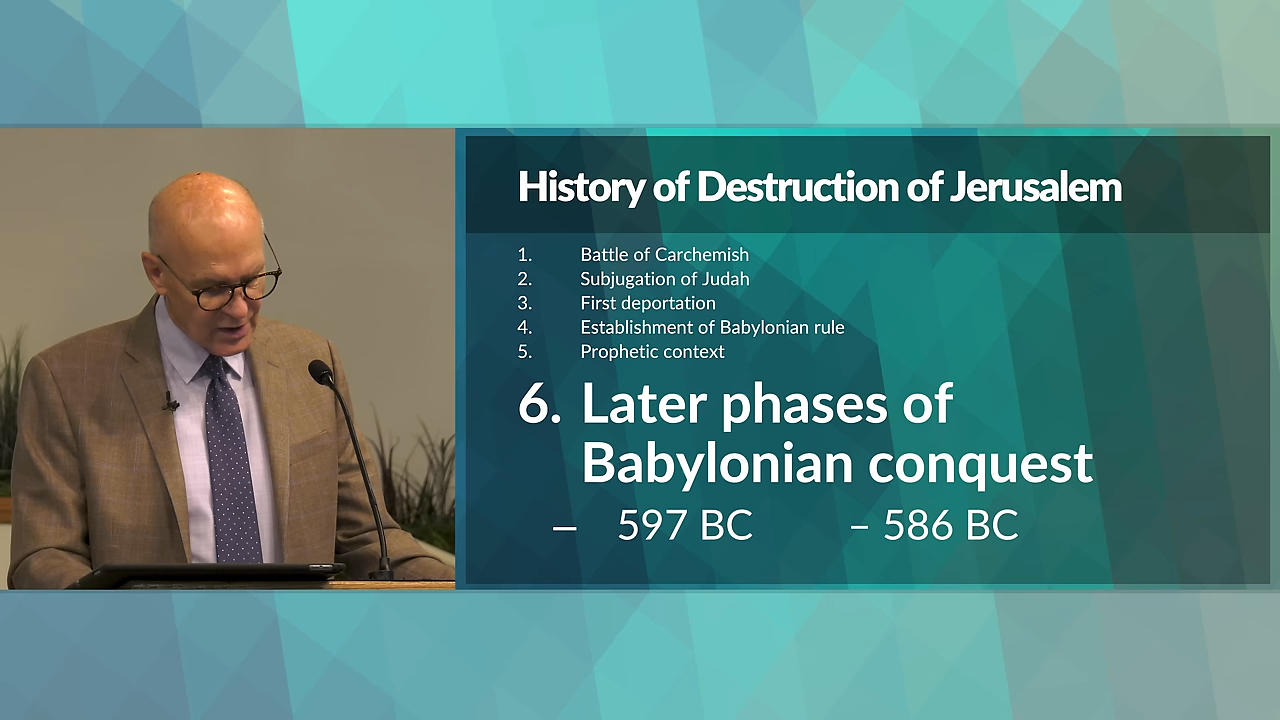 History of Destruction of Jerusalem
1. Battle of Carchemish
2. Subjugation of Judah
3. First deportation
4. Establishment of Babylonian rule
5. Prophetic context
6. Later phases of
Babylonian conquest
– 597 BC – 586 BC